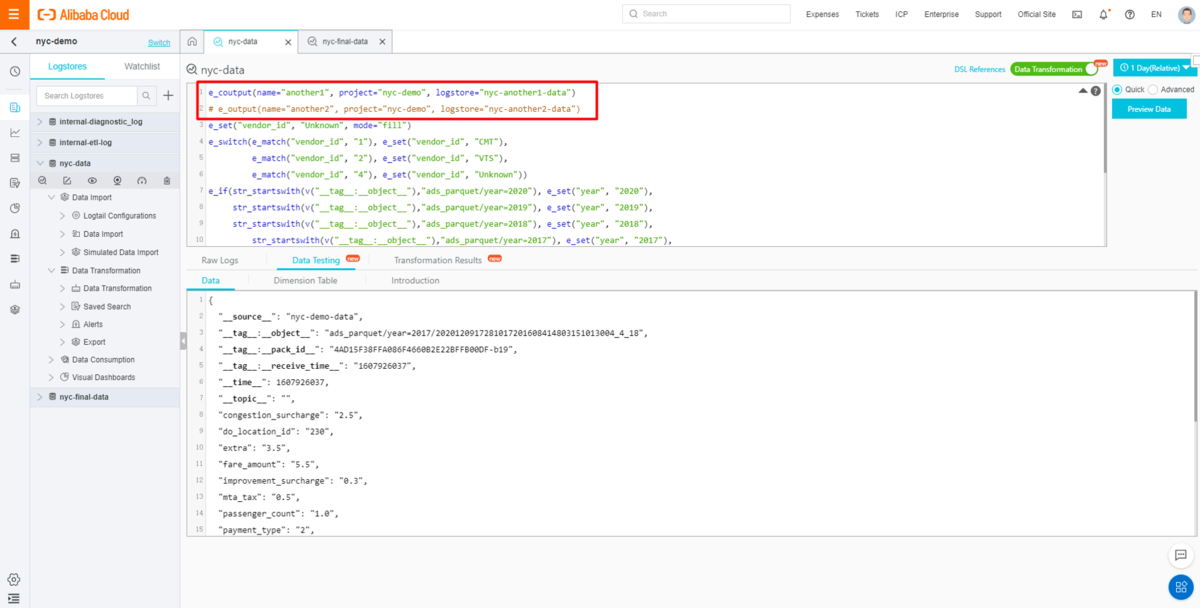 Alibaba Cloud
Search
Expenses
Tickets
ICP
Enterprise
Support
Official Site
EN
nyc-demo
Switch
nyc-data
nyc-final-data
Logstores
Watchlist
Search Logstores
internal-diagnostic_log
internal-etl-log
nyc-data
Data Import
Logtail Configurations
Data Import
Simulated Data Import
Data Transformation
Data Transformation
Saved Search
Alerts
Export
Data Consumption
Visual Dashboards
nyc-final-data
nyc-data
DSL References
Data Transformation
new
1 Day(Relative)
Quick
Advanced
Preview Data
1 e_coutput(name="another1", project="nyc-demo", logstore="nyc-another1-data")
2 # e_output(name="another2", project="nyc-demo", logstore="nyc-another2-data")
3 e_set("vendor_id", "Unknown", mode="fill")
4 e_switch(e_match("vendor_id", "1"), e_set("vendor_id", "CMT"),
5 e_match("vendor_id", "2"), e_set("vendor_id", "VTS"),
6 e_match("vendor_id", "4"), e_set("vendor_id", "Unknown"))
7 e_if(str_startswith(v("__tag__:__object__"),"ads_parquet/year=2020"), e_set("year", "2020"),
8 str_startswith(v("__tag__:__object__"),"ads_parquet/year=2019"), e_set("year", "2019"),
9 str_startswith(v("__tag__:__object__"),"ads_parquet/year=2018"), e_set("year", "2018"),
10 str_startswith(v("__tag__:__object__"),"ads_parquet/year=2017"), e_set("year", "2017"),
Raw Logs
Data Testing
new
Transformation Results
new
Data
Dimension Table
Introduction
1 {
2 "__source__": "nyc-demo-data",
3 "__tag__:__object__": "ads_parquet/year=2017/2020120917281017201608414803151013004_4_18",
4 "__tag__:__pack_id__": "4AD15F38FFA086F4660B2E22BFFB00DF-b19",
5 "__tag__:__receive_time__": "1607926037",
6 "__time__": 1607926037,
7 "__topic__": "",
8 "congestion_surcharge": "2.5",
9 "do_location_id": "230",
10 "extra": "3.5",
11 "fare_amount": "5.5",
12 "improvement_surcharge": "0.3",
13 "mta_tax": "0.5",
14 "passenger_count": "1.0",
15 "payment_type": "2",